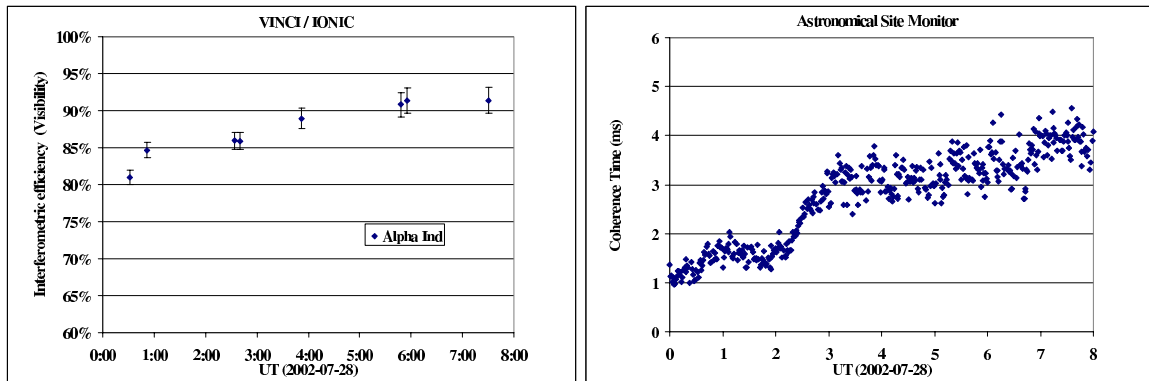 VINCI / IONIC
Interferometric efficiency (Visibility)
100%
95%
90%
85%
80%
75%
70%
65%
60%
Alpha Ind
0:00 1:00 2:00 3:00 4:00 5:00 6:00 7:00 8:00
UT (2002-07-28)
Astronomical Site Monitor
Coherence Time (ms)
6
5
4
3
2
1
0
0 1 2 3 4 5 6 7 8
UT (2002-07-28)